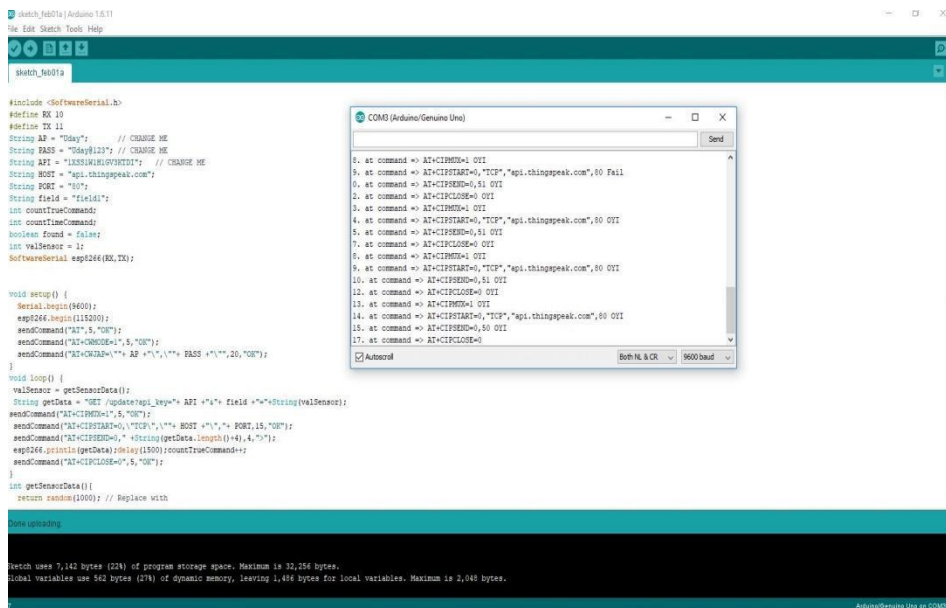 sketch_feb01a | Arduino 1.6.11
File Edit Sketch Tools Help
sketch_feb01a
#include <SoftwareSerial.h>
#define RX 10
#define TX 11
String AP = "Uday"; // CHANGE ME
String PASS = "Uday@123"; // CHANGE ME
String API = // CHANGE ME
String HOST = "api.thingspeak.com";
String PORT = "80";
String field = "field1";
int countTrueCommand;
int countTimeCommand;
boolean found = false;
int valSensor = 1;
SoftwareSerial esp8266(RX,TX);
void setup() {
Serial.begin(9600);
esp8266.begin(115200);
sendCommand("AT",5,"OK");
sendCommand("AT+CWMODE=1",5,"OK");
sendCommand("AT+CWJAP=\""+ AP +"\",\""+ PASS +"\"",20,"OK");
}
void loop() {
valSensor = getSensorData();
String getData = "GET /update?api_key="+ API +"&"+ field +"="+String(valSensor);
sendCommand("AT+CIPMUX=1",5,"OK");
sendCommand("AT+CIPSTART=0,\"TCP\",\""+ HOST +"\","+ PORT,15,"OK");
sendCommand("AT+CIPSEND=0," +String(getData.length()+4),4,">");
esp8266.println(getData);delay(1500);countTrueCommand++;
sendCommand("AT+CIPCLOSE=0",5,"OK");
}
int getSensorData(){
return random(1000); // Replace with
COM3 (Arduino/Genuino Uno)
Send
8. at command => AT+CIPMUX=1 OYI
9. at command => AT+CIPSTART=0,"TCP","api.thingspeak.com",80 Fail
0. at command => AT+CIPSEND=0,51 OYI
2. at command => AT+CIPCLOSE=0 OYI
3. at command => AT+CIPMUX=1 OYI
4. at command => AT+CIPSTART=0,"TCP","api.thingspeak.com",80 OYI
5. at command => AT+CIPSEND=0,51 OYI
7. at command => AT+CIPCLOSE=0 OYI
8. at command => AT+CIPMUX=1 OYI
9. at command => AT+CIPSTART=0,"TCP","api.thingspeak.com",80 OYI
10. at command => AT+CIPSEND=0,51 OYI
12. at command => AT+CIPCLOSE=0 OYI
13. at command => AT+CIPMUX=1 OYI
14. at command => AT+CIPSTART=0,"TCP","api.thingspeak.com",80 OYI
15. at command => AT+CIPSEND=0,50 OYI
17. at command => AT+CIPCLOSE=0
Autoscroll Both NL & CR 9600 baud
Done uploading.
Sketch uses 7,142 bytes (22%) of program storage space. Maximum is 32,256 bytes.
Global variables use 562 bytes (27%) of dynamic memory, leaving 1,486 bytes for local variables. Maximum is 2,048 bytes.
Arduino/Genuino Uno on COM3